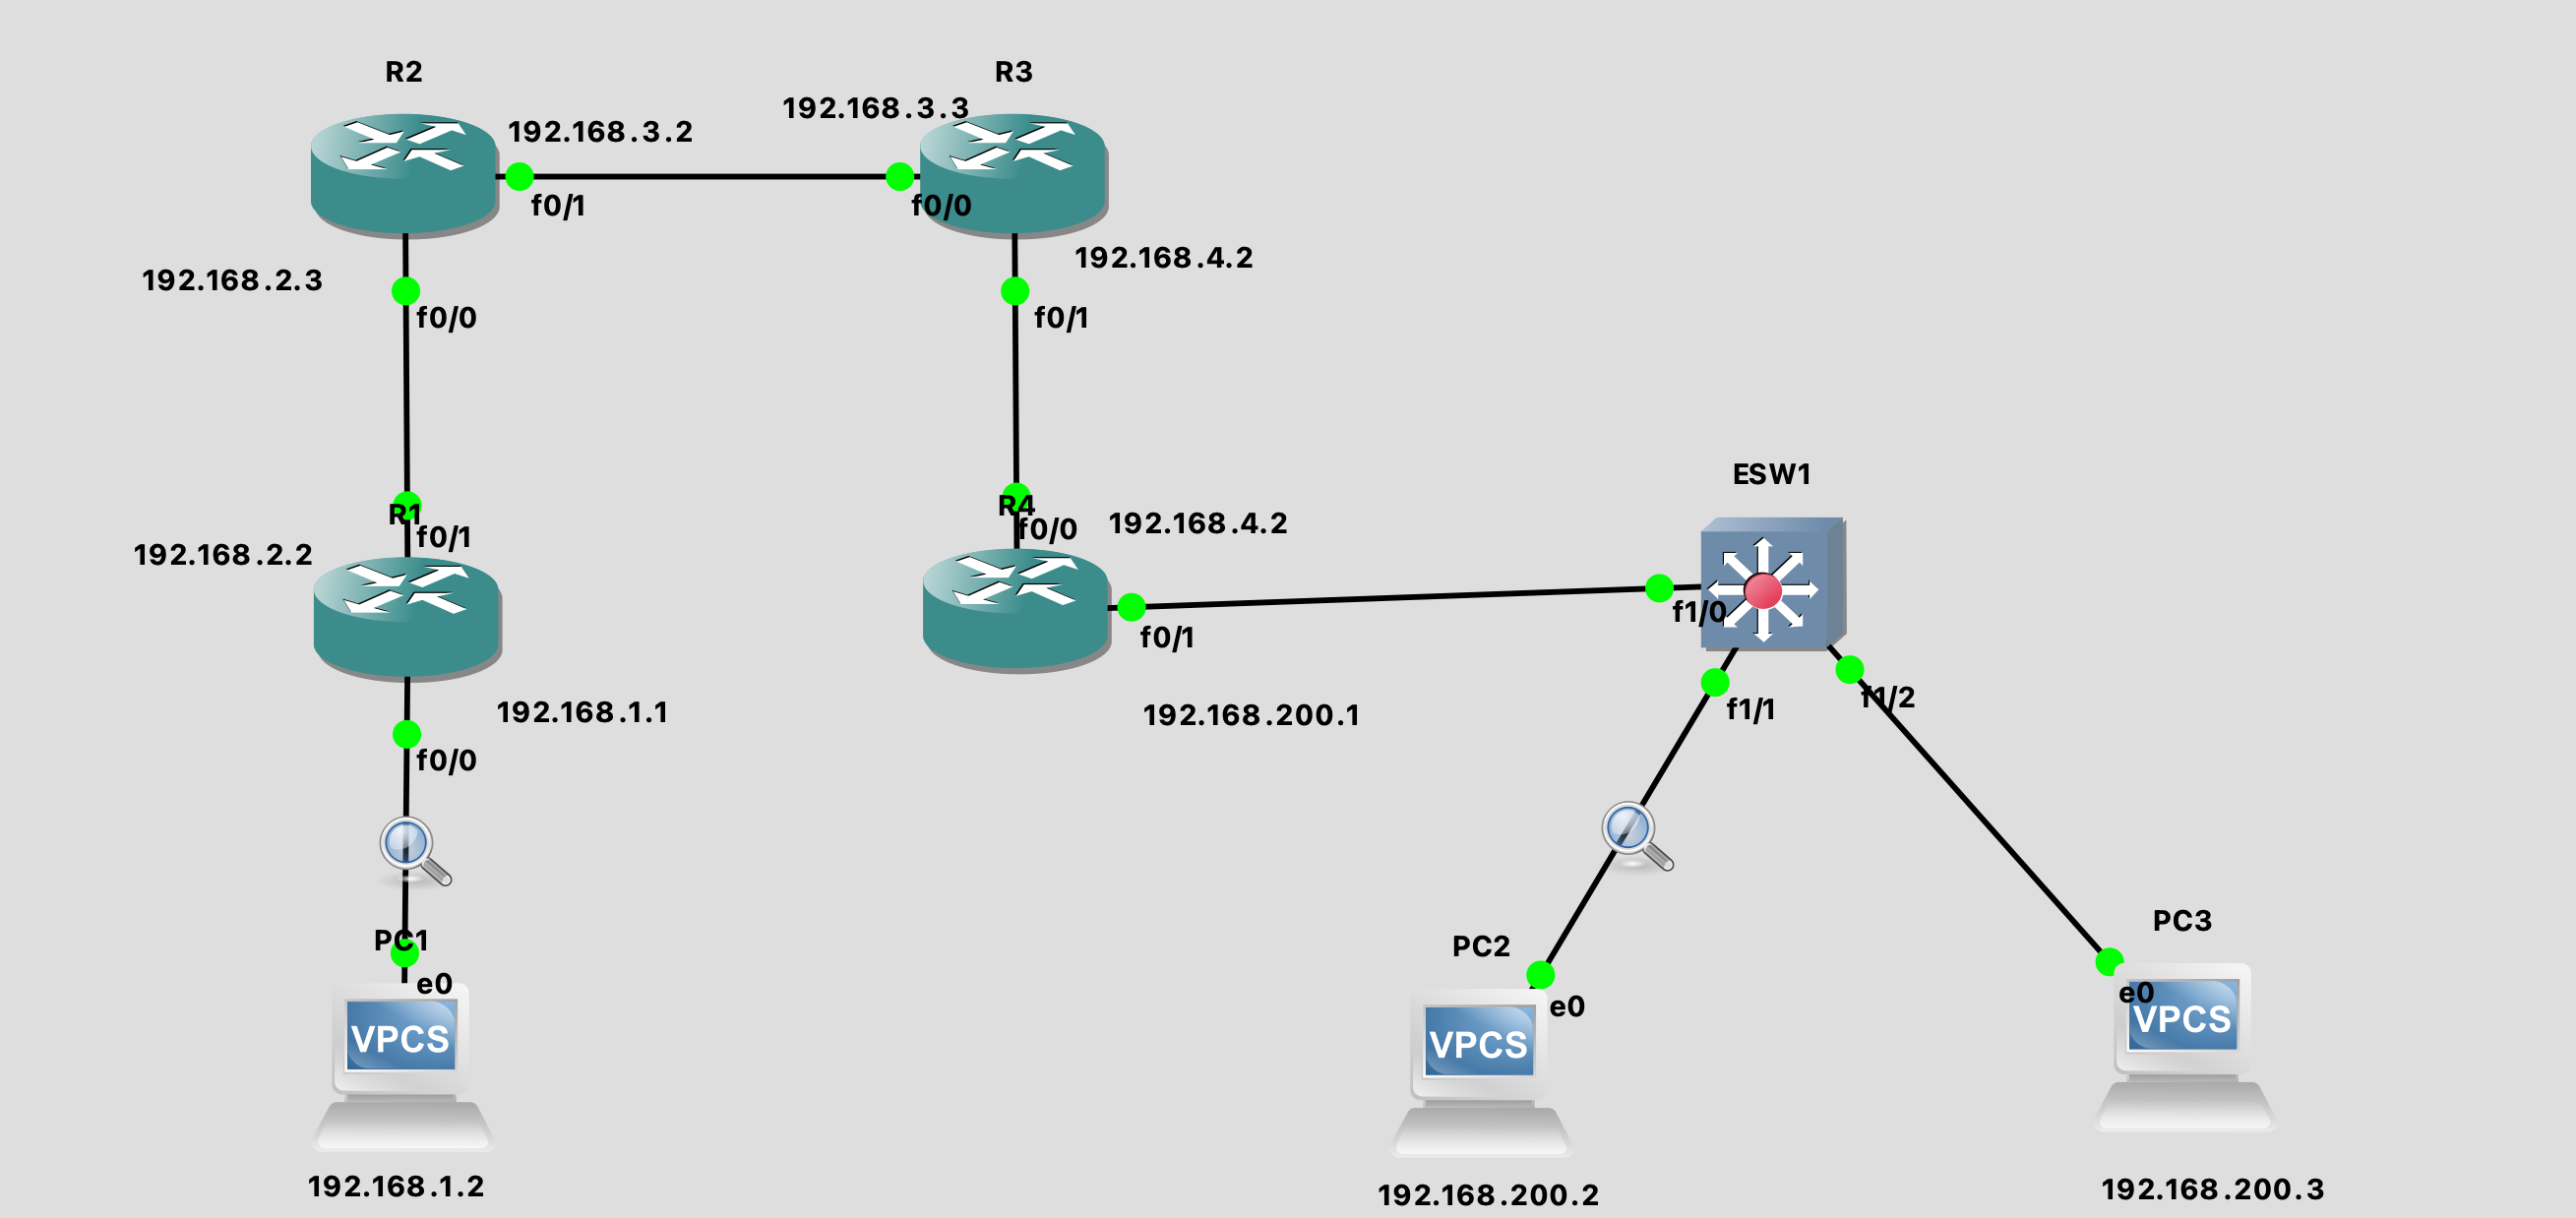 R2
R3
192.168.3.3
192.168.3.2
f0/1
f0/0
192.168.4.2
192.168.2.3
f0/0
f0/1
ESW1
R1
R4
f0/1
f0/0
192.168.4.2
192.168.2.2
f1/0
f0/1
f1/2
f1/1
192.168.1.1
192.168.200.1
f0/0
PC3
PC1
PC2
e0
e0
e0
VPCS
VPCS
VPCS
192.168.1.2
192.168.200.2
192.168.200.3